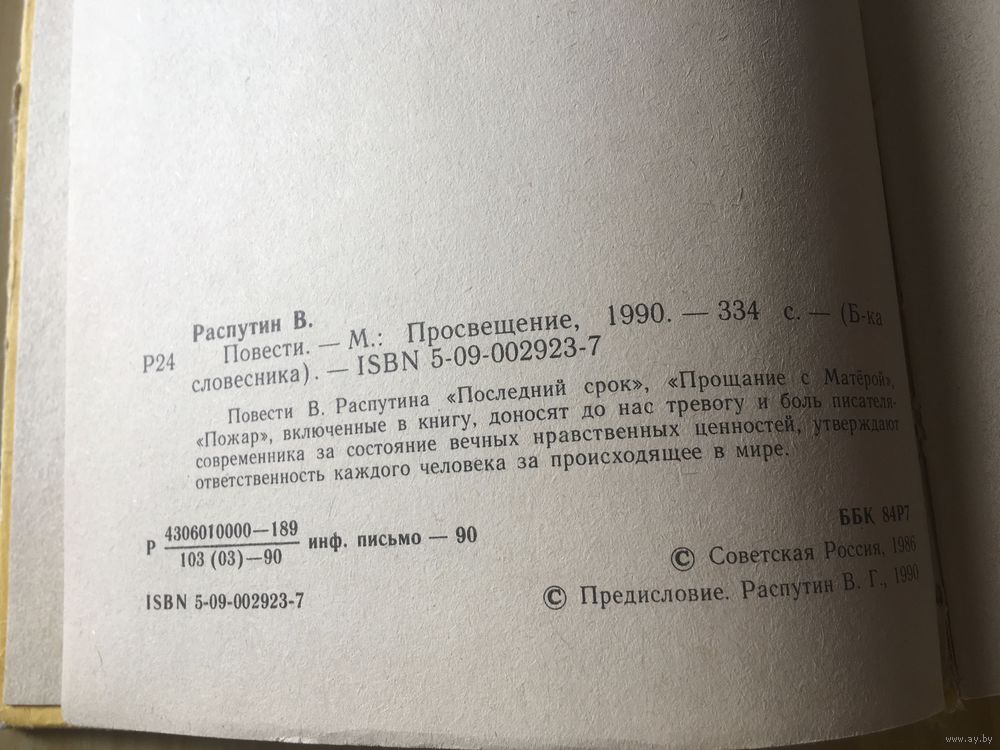 Распутин В.
Р24 Повести. — М.: Просвещение, 1990. — 334 с. — (Б-ка
словесника). — ISBN 5-09-002923-7
Повести В. Распутина «Последний срок», «Прощание с Матёрой»,
«Пожар», включенные в книгу, доносят до нас тревогу и боль писателя-
современника за состояние вечных нравственных ценностей, утверждают
ответственность каждого человека за происходящее в мире.
Р 4306010000—189
103 (03)—90 инф. письмо — 90
ББК 84Р7
© Советская Россия, 1986
ISBN 5-09-002923-7
© Предисловие. Распутин В. Г., 1990
www.ay.by